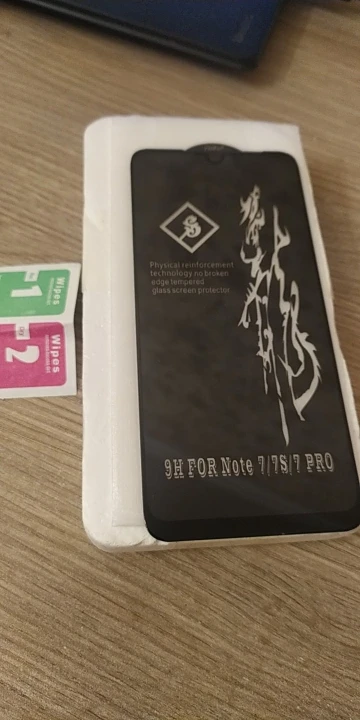 S
Physical reinforcement
technology no broken
edge tempered
glass screen protector
龍
9H FOR Note 7/7S/7 PRO
1
Wipes
2
Wipes